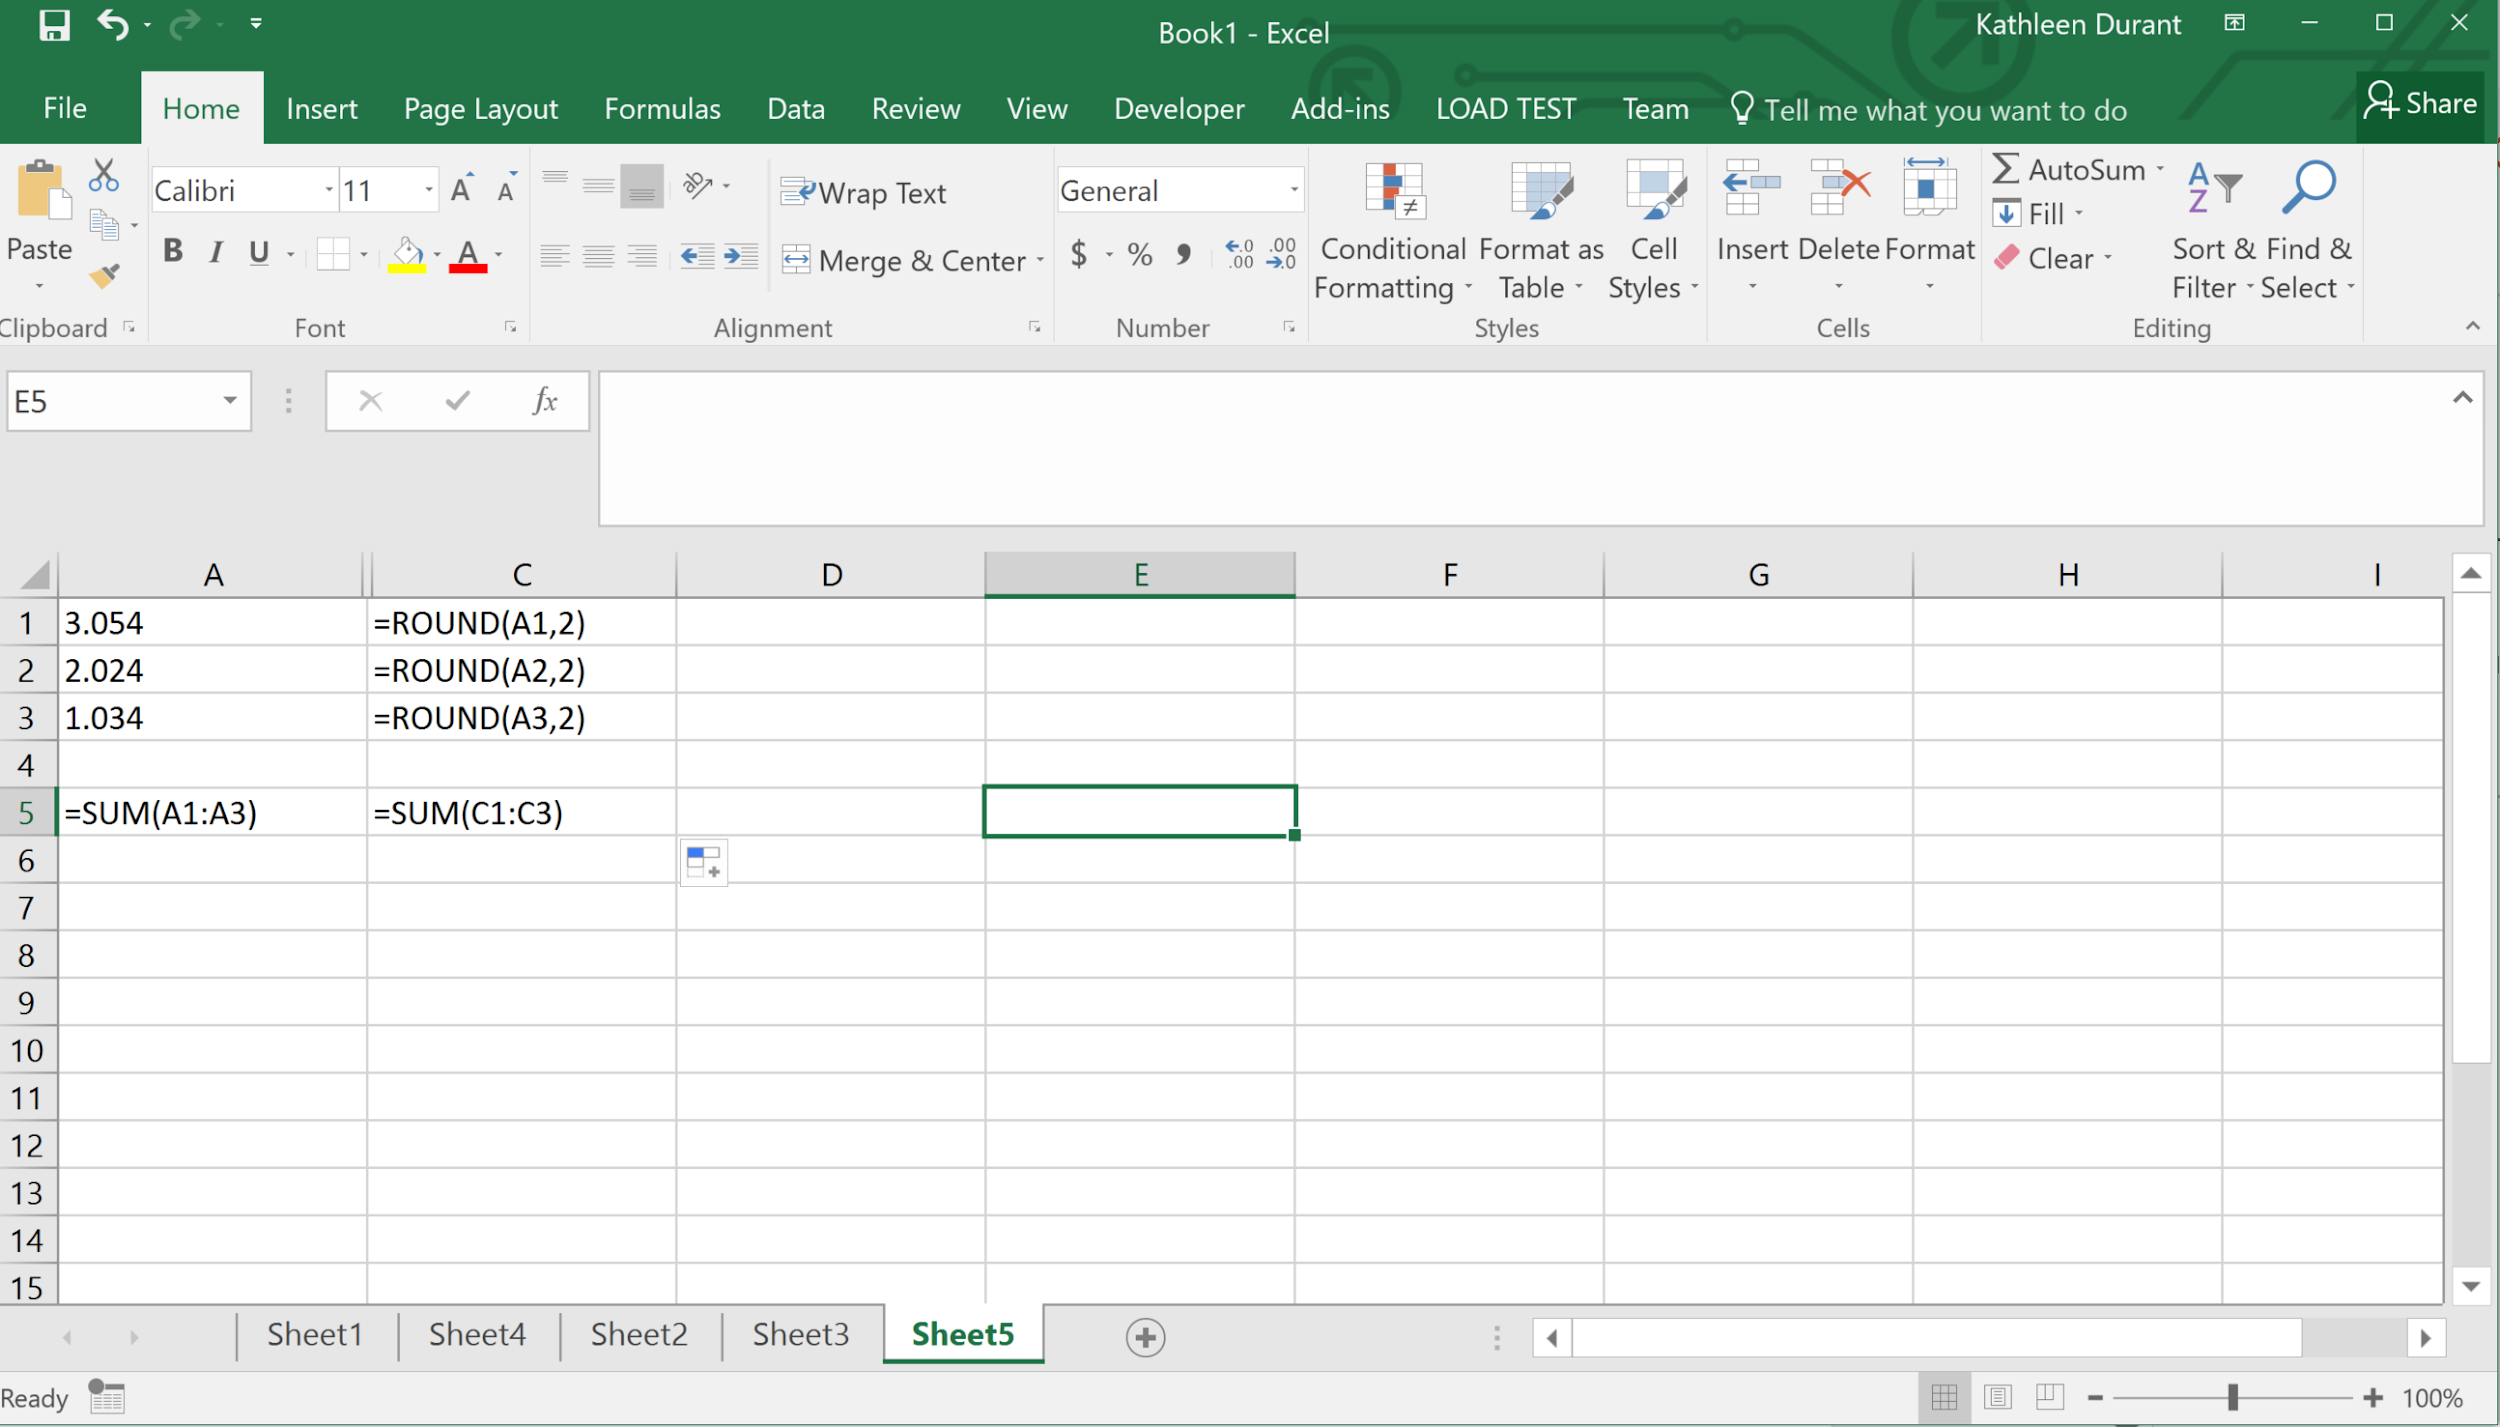 Book1 - Excel
Kathleen Durant
File Home Insert Page Layout Formulas Data Review View Developer Add-ins LOAD TEST Team Tell me what you want to do Share
Calibri 11 A A ab Wrap Text General AutoSum
Fill
Paste B I U A Merge & Center $ % , .0 .00 .00 .0 Conditional Format as Cell Insert Delete Format Clear Sort & Find &
Formatting Table Styles Filter Select
Clipboard Font Alignment Number Styles Cells Editing
E5 fx
A C D E F G H I
1 3.054 =ROUND(A1,2)
2 2.024 =ROUND(A2,2)
3 1.034 =ROUND(A3,2)
4
5 =SUM(A1:A3) =SUM(C1:C3)
6
7
8
9
10
11
12
13
14
15
Sheet1 Sheet4 Sheet2 Sheet3 Sheet5
Ready 100%